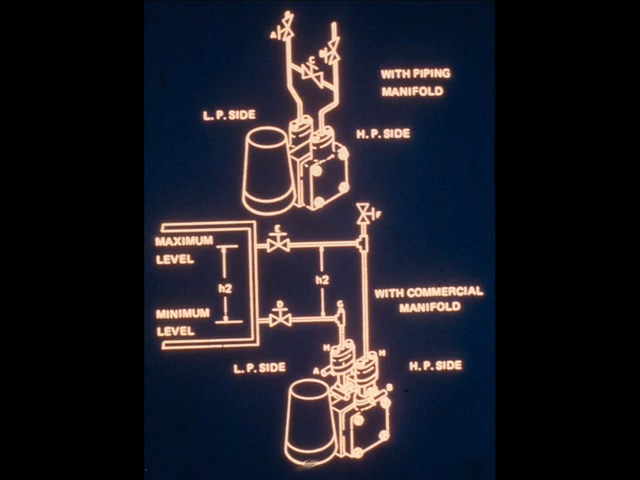 A
B
C
WITH PIPING
MANIFOLD
L.P. SIDE
H.P. SIDE
F
E
MAXIMUM
LEVEL
h2
h2
WITH COMMERCIAL
MANIFOLD
D
G
MINIMUM
LEVEL
H
H
L.P. SIDE
H.P. SIDE
A
B